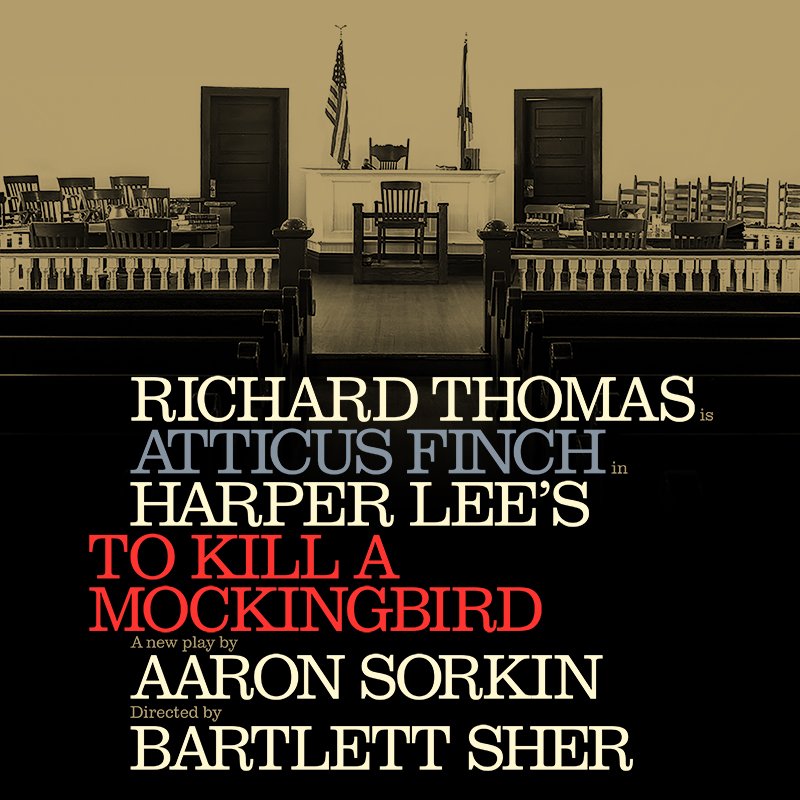 RICHARD THOMAS is
ATTICUS FINCH in
HARPER LEE'S
TO KILL A
MOCKINGBIRD
A new play by
AARON SORKIN
Directed by
BARTLETT SHER